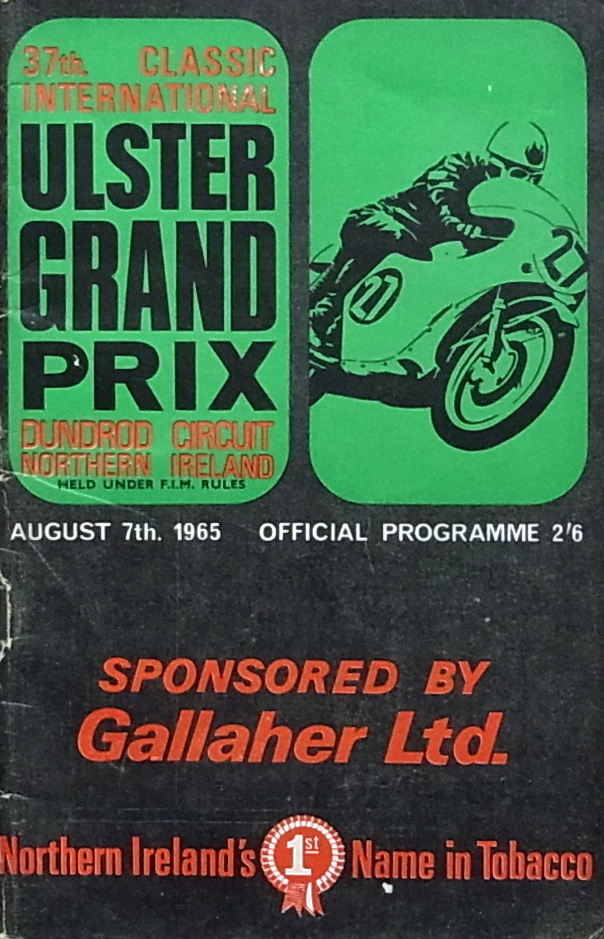 37th. CLASSIC
INTERNATIONAL
ULSTER
GRAND
PRIX
DUNDROD CIRCUIT
NORTHERN IRELAND
HELD UNDER F.I.M. RULES
27
27
AUGUST 7th. 1965 OFFICIAL PROGRAMME 2'6
SPONSORED BY
Gallaher Ltd.
Northern Ireland's 1st Name in Tobacco